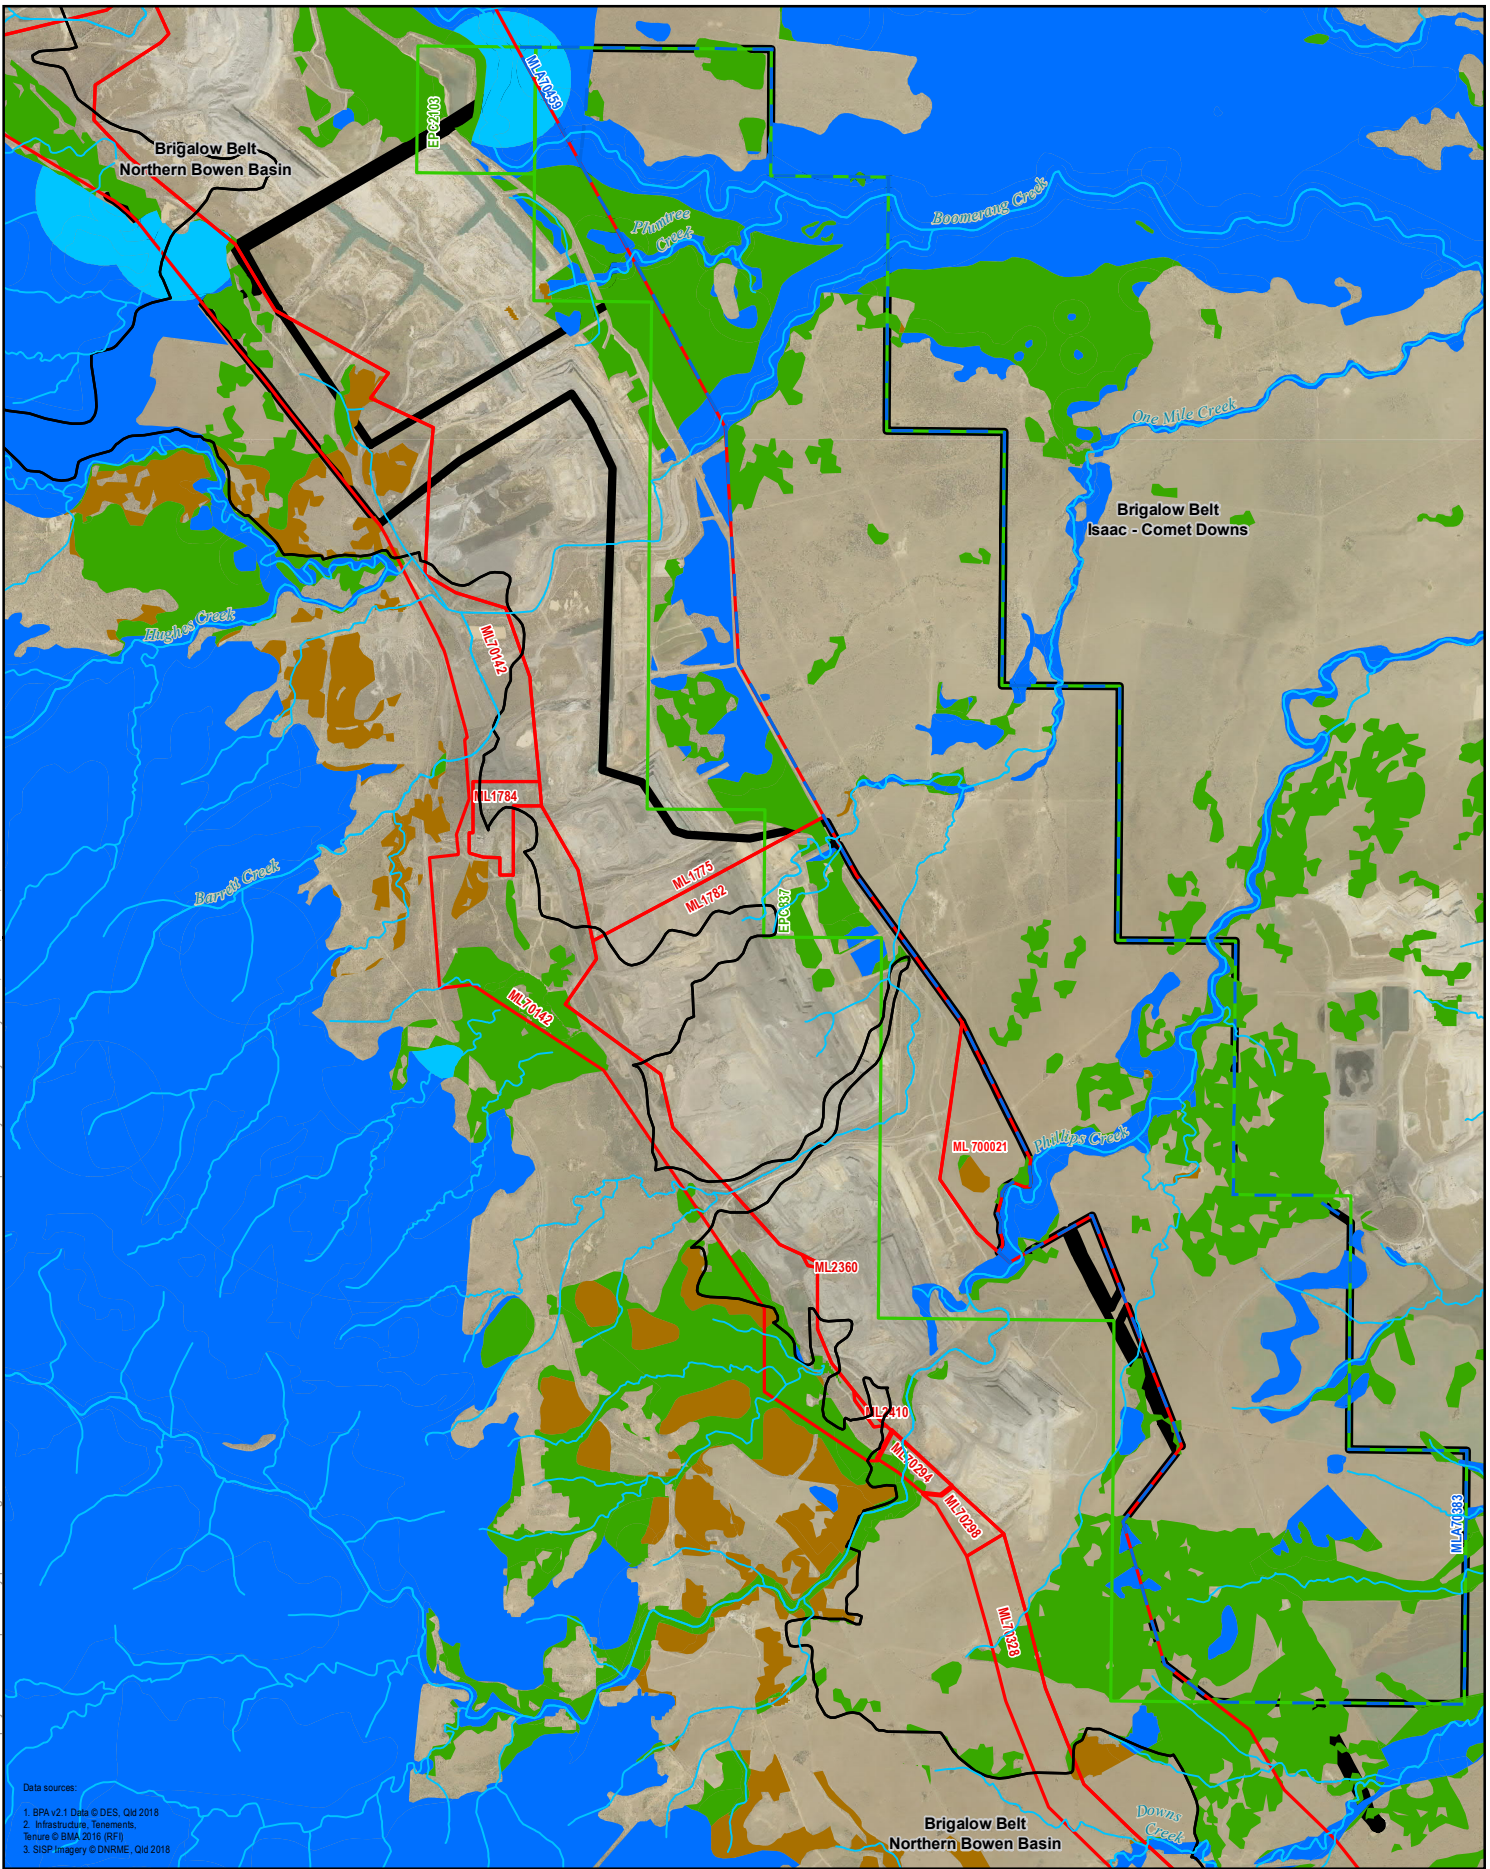 MLA70459
EPC2103
Brigalow Belt
Northern Bowen Basin
Plumtree
Creek
Boomerang Creek
One Mile Creek
Brigalow Belt
Isaac - Comet Downs
Hughes Creek
ML70142
ML1784
Barrett Creek
ML1775
ML1782
EPC837
ML70142
ML 700021
Phillips Creek
ML2360
ML2410
ML70294
ML70298
MLA70383
ML70328
Data sources:
1. BPA v2.1 Data © DES, Qld 2018
2. Infrastructure, Tenements,
Tenure © BMA 2016 (RFI)
3. SISP Imagery © DNRME, Qld 2018
Downs
Creek
Brigalow Belt
Northern Bowen Basin